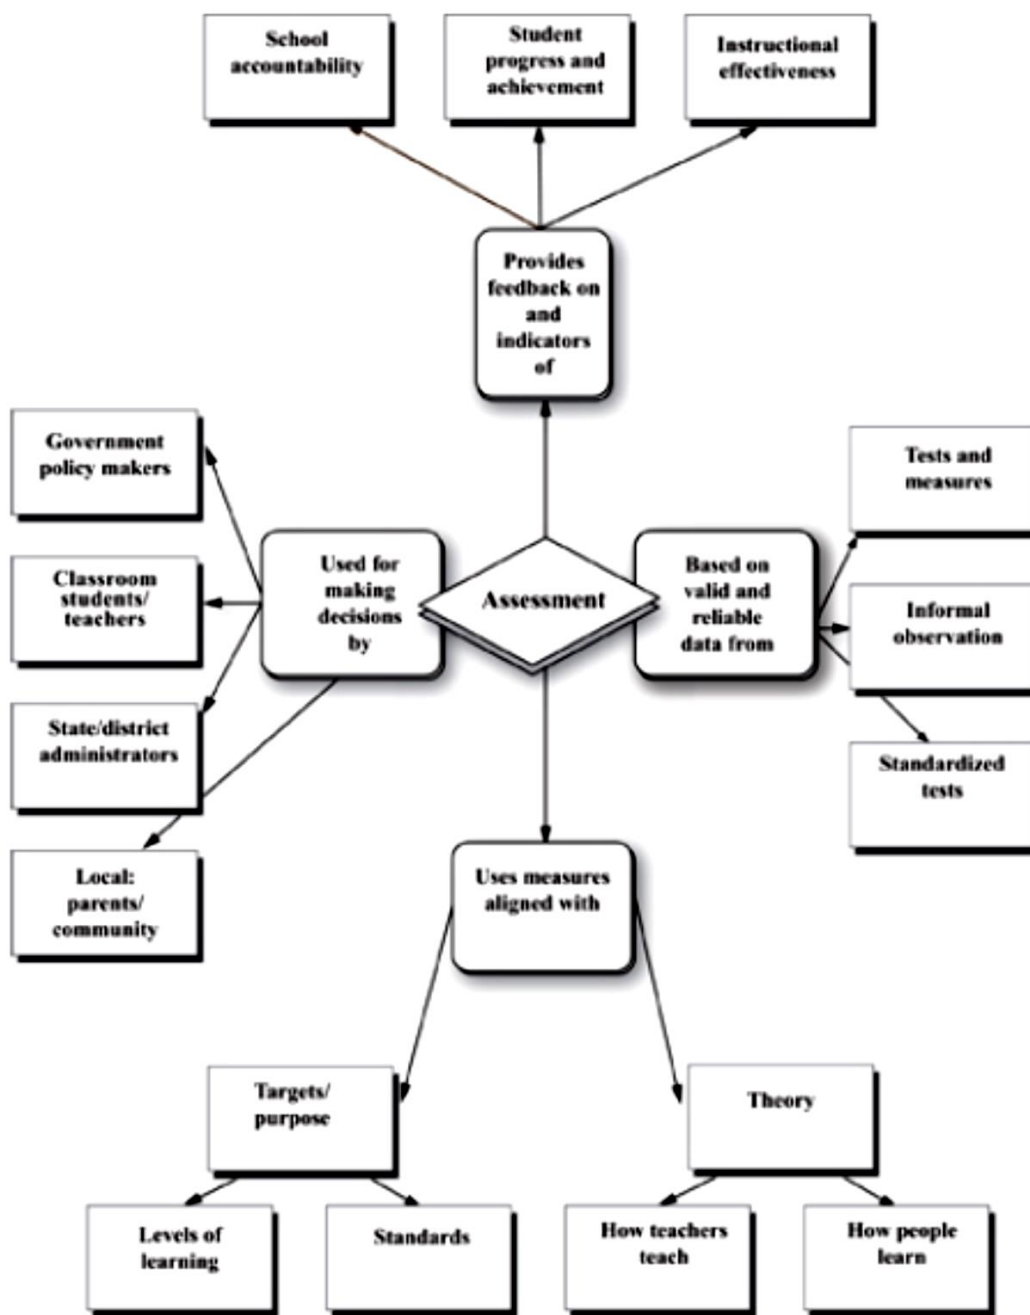 School
accountability
Student
progress and
achievement
Instructional
effectiveness
Provides
feedback on
and
indicators
of
Government
policy makers
Classroom
students/
teachers
State/district
administrators
Local:
parents/
community
Used for
making
decisions
by
Assessment
Based on
valid and
reliable
data from
Tests and
measures
Informal
observation
Standardized
tests
Uses measures
aligned with
Targets/
purpose
Theory
Levels of
learning
Standards
How teachers
teach
How people
learn